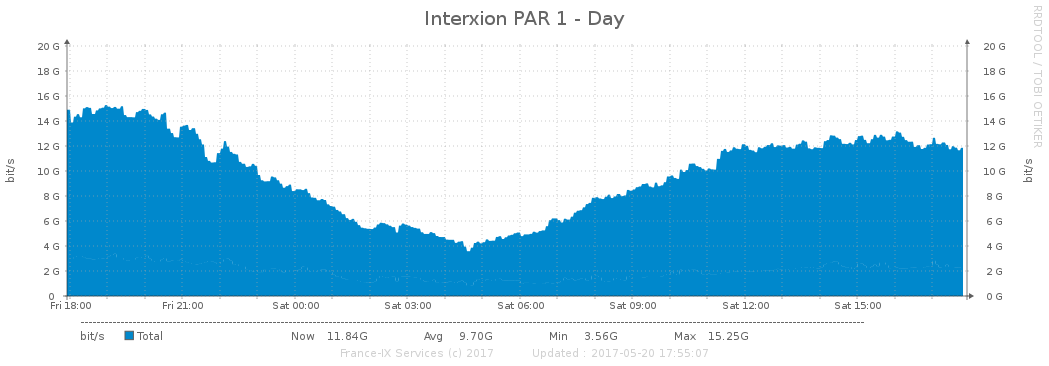 Interxion PAR 1 - Day
RRDTOOL / TOBI OETIKER
bit/s
20 G 20 G
18 G 18 G
16 G 16 G
14 G 14 G
12 G 12 G
10 G 10 G
8 G 8 G
6 G 6 G
4 G 4 G
2 G 2 G
0 0 G
bit/s
Fri 18:00 Fri 21:00 Sat 00:00 Sat 03:00 Sat 06:00 Sat 09:00 Sat 12:00 Sat 15:00
bit/s Total Now 11.84G Avg 9.70G Min 3.56G Max 15.25G
France-IX Services (c) 2017 Updated : 2017-05-20 17:55:07